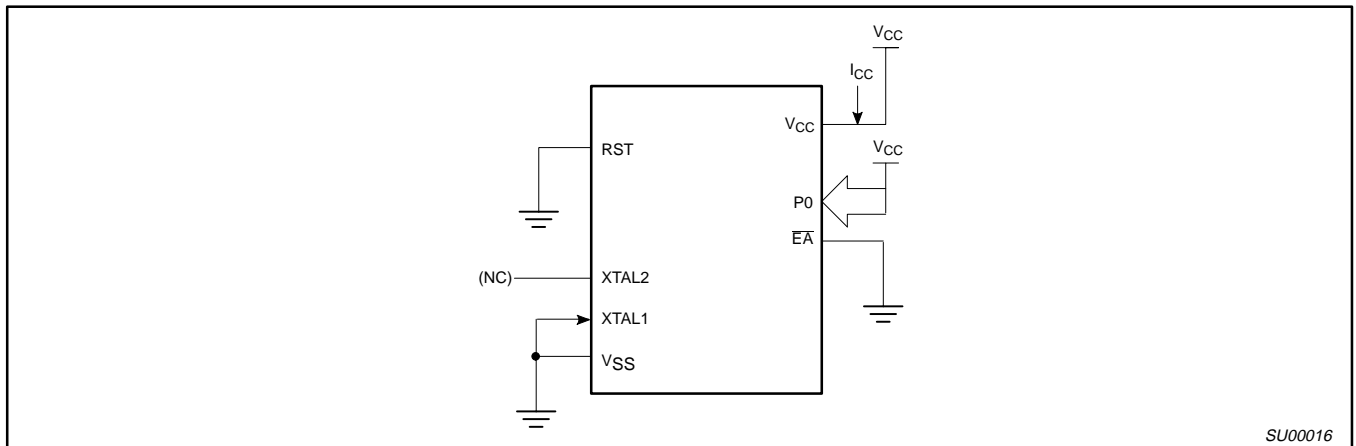 VCC
ICC
VCC
VCC
RST
P0
EA
(NC)
XTAL2
XTAL1
VSS
SU00016